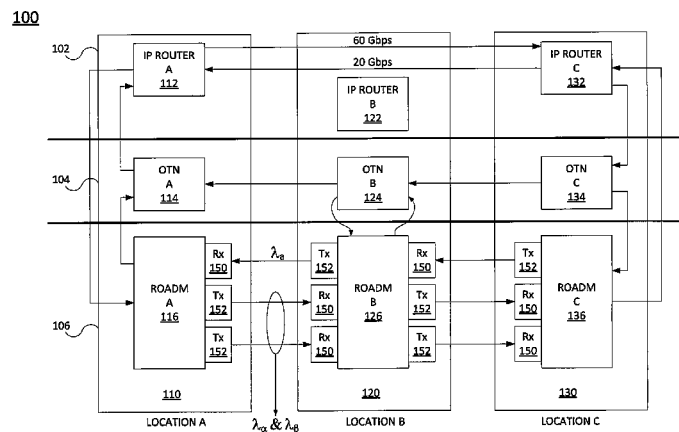 100
102
60 Gbps
IP ROUTER
A
112
20 Gbps
IP ROUTER
B
122
IP ROUTER
C
132
104
OTN
A
114
OTN
B
124
OTN
C
134
106
ROADM
A
116
Rx
150
Tx
152
Tx
152
λa
Tx
152
Rx
150
Rx
150
ROADM
B
126
Rx
150
Tx
152
Tx
152
Tx
152
Rx
150
Rx
150
ROADM
C
136
110
120
130
LOCATION A
λα & λβ
LOCATION B
LOCATION C